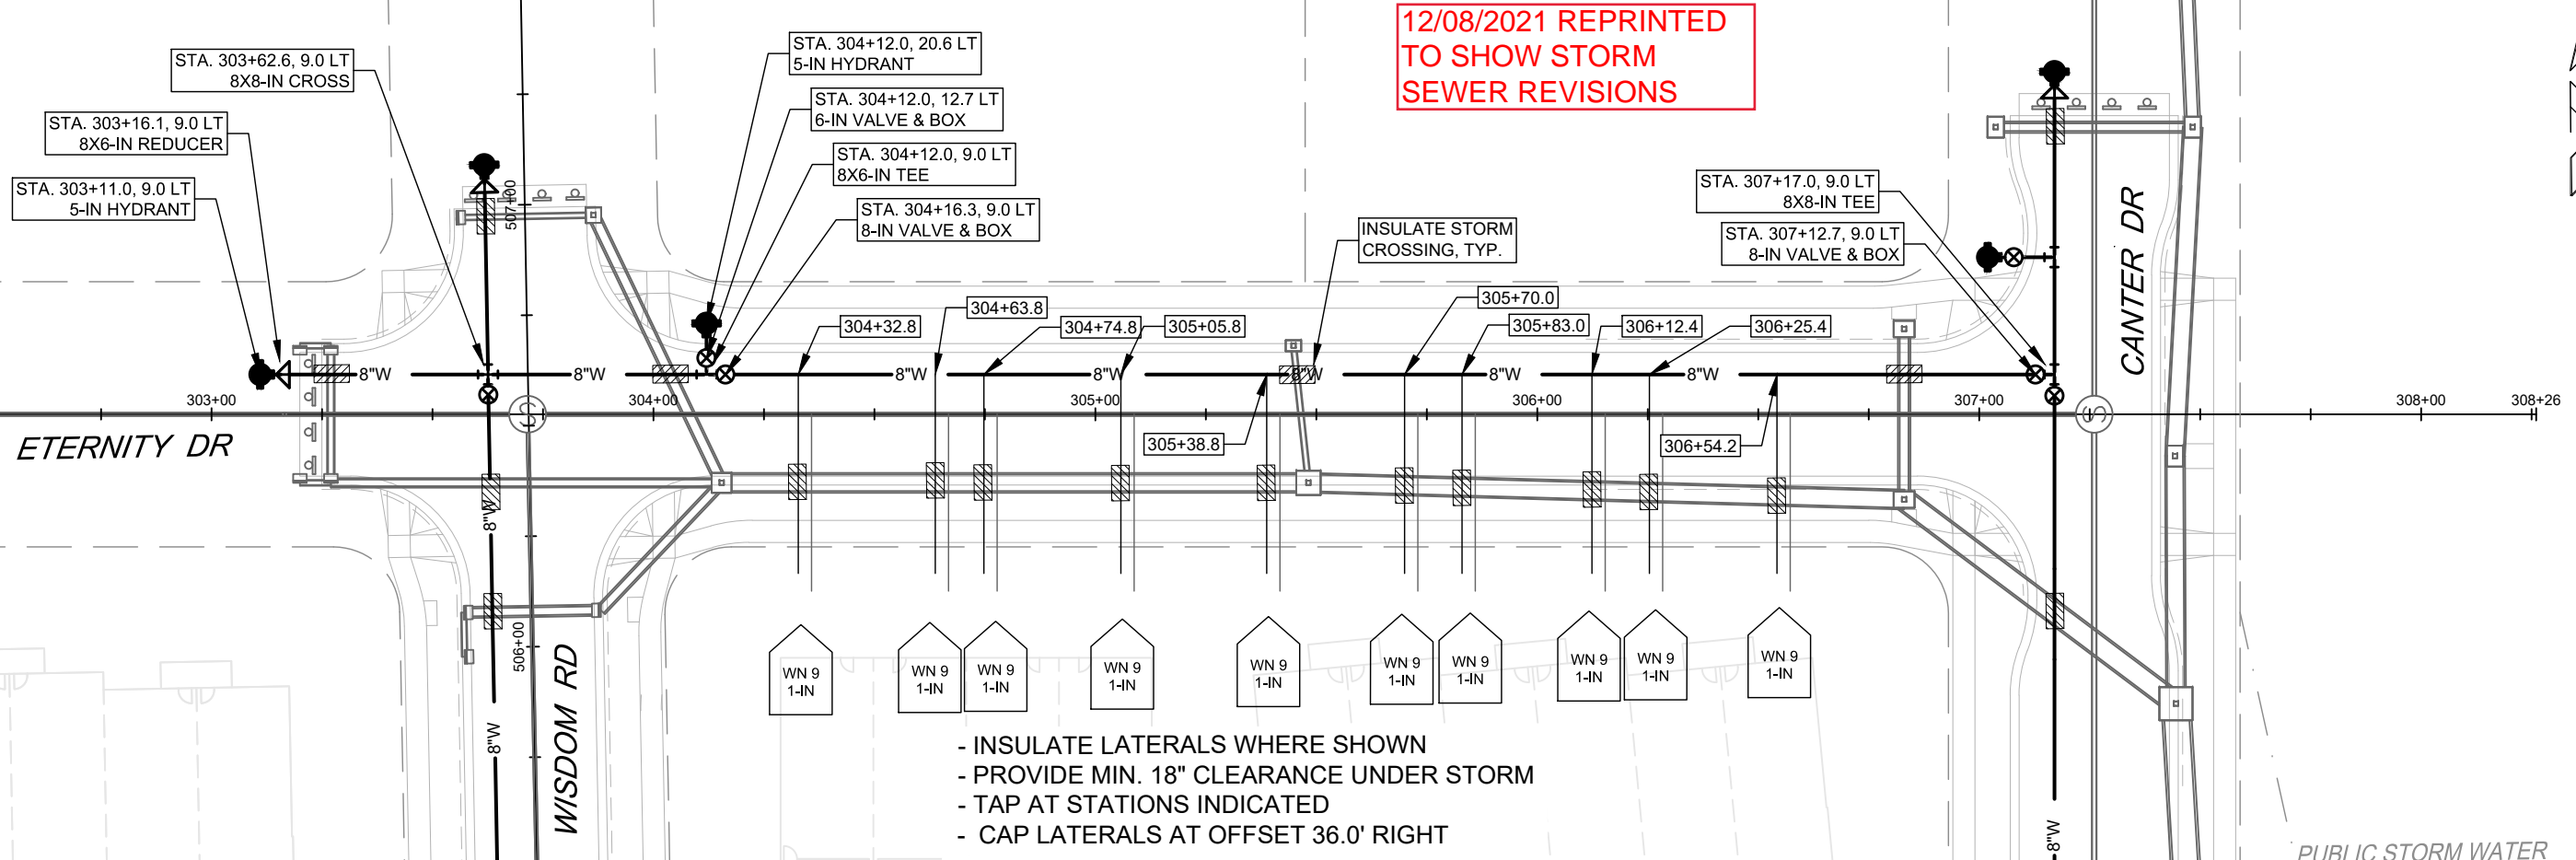 12/08/2021 REPRINTED
TO SHOW STORM
SEWER REVISIONS
STA. 303+62.6, 9.0 LT
8X8-IN CROSS
STA. 303+16.1, 9.0 LT
8X6-IN REDUCER
STA. 303+11.0, 9.0 LT
5-IN HYDRANT
STA. 304+12.0, 20.6 LT
5-IN HYDRANT
STA. 304+12.0, 12.7 LT
6-IN VALVE & BOX
STA. 304+12.0, 9.0 LT
8X6-IN TEE
STA. 304+16.3, 9.0 LT
8-IN VALVE & BOX
INSULATE STORM
CROSSING, TYP.
STA. 307+17.0, 9.0 LT
8X8-IN TEE
STA. 307+12.7, 9.0 LT
8-IN VALVE & BOX
507+00
CANTER DR
304+32.8
304+63.8
304+74.8
305+05.8
305+70.0
305+83.0
306+12.4
306+25.4
8"W
8"W
8"W
8"W
8"W
8"W
8"W
303+00
304+00
305+00
306+00
307+00
308+00
308+26
S
S
ETERNITY DR
305+38.8
306+54.2
8"W
506+00
WISDOM RD
8"W
8"W
WN 9
1-IN
WN 9
1-IN
WN 9
1-IN
WN 9
1-IN
WN 9
1-IN
WN 9
1-IN
WN 9
1-IN
WN 9
1-IN
WN 9
1-IN
WN 9
1-IN
- INSULATE LATERALS WHERE SHOWN
- PROVIDE MIN. 18" CLEARANCE UNDER STORM
- TAP AT STATIONS INDICATED
- CAP LATERALS AT OFFSET 36.0' RIGHT
PUBLIC STORM WATER